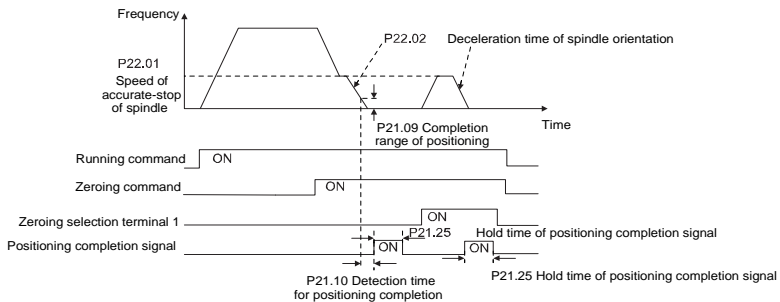 Frequency
P22.02
Deceleration time of spindle orientation
P22.01
Speed of
accurate-stop
of spindle
Time
P21.09 Completion
range of positioning
Running command
ON
Zeroing command
ON
Zeroing selection terminal 1
ON
P21.25
Hold time of positioning completion signal
Positioning completion signal
ON
ON
P21.10 Detection time
for positioning completion
P21.25 Hold time of positioning completion signal